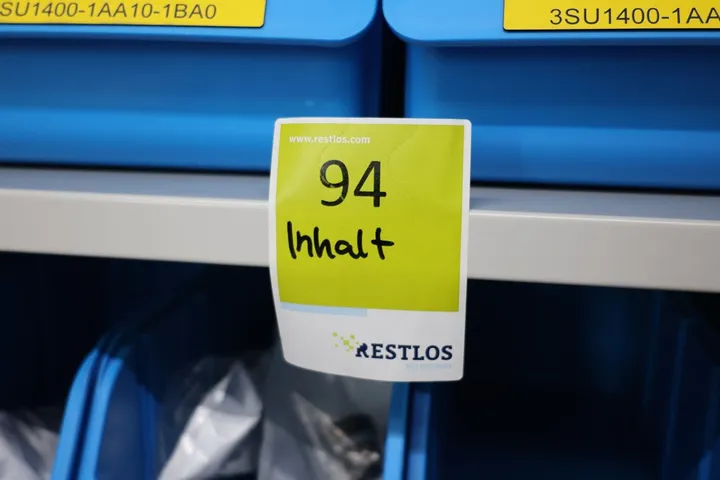 SU1400-1AA10-1BA0
3SU1400-1AA
www.restlos.com
94
Inhalt
RESTLOS